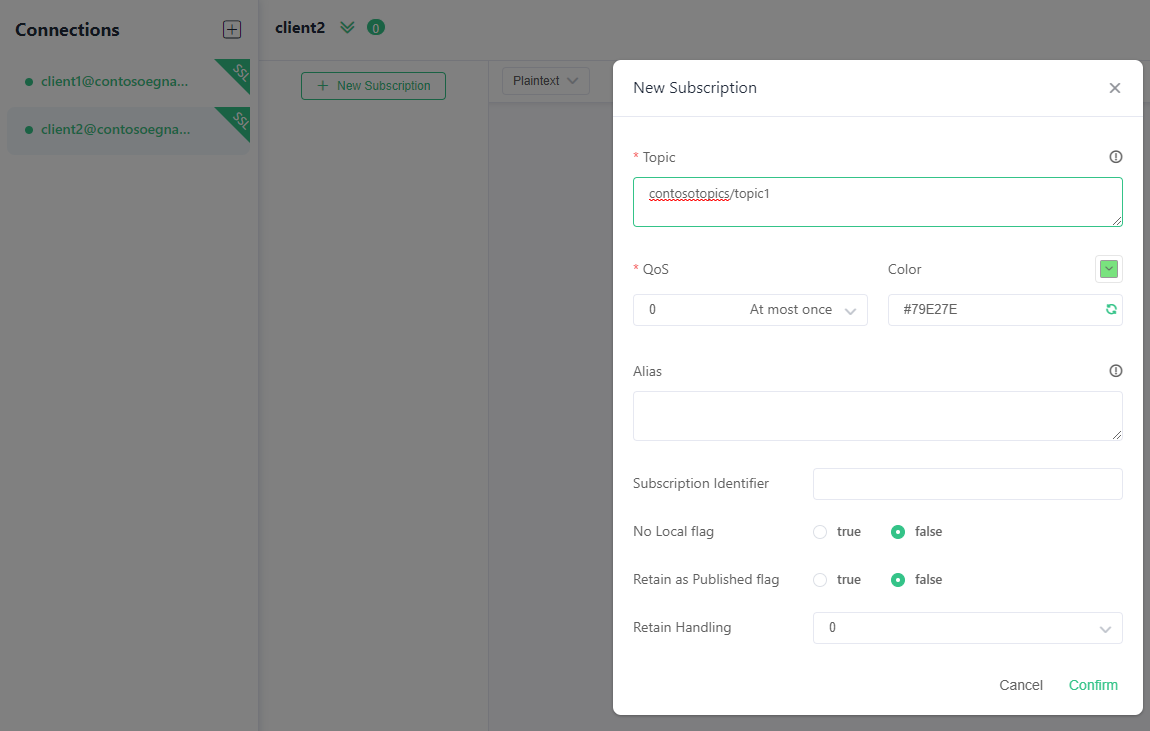 Connections
client1@contosoegna...
SSL
client2@contosoegna...
SSL
client2
0
New Subscription
Plaintext
New Subscription
* Topic
contosotopics/topic1
* QoS
Color
0 At most once
#79E27E
Alias
Subscription Identifier
No Local flag
true false
Retain as Published flag
true false
Retain Handling
0
Cancel Confirm